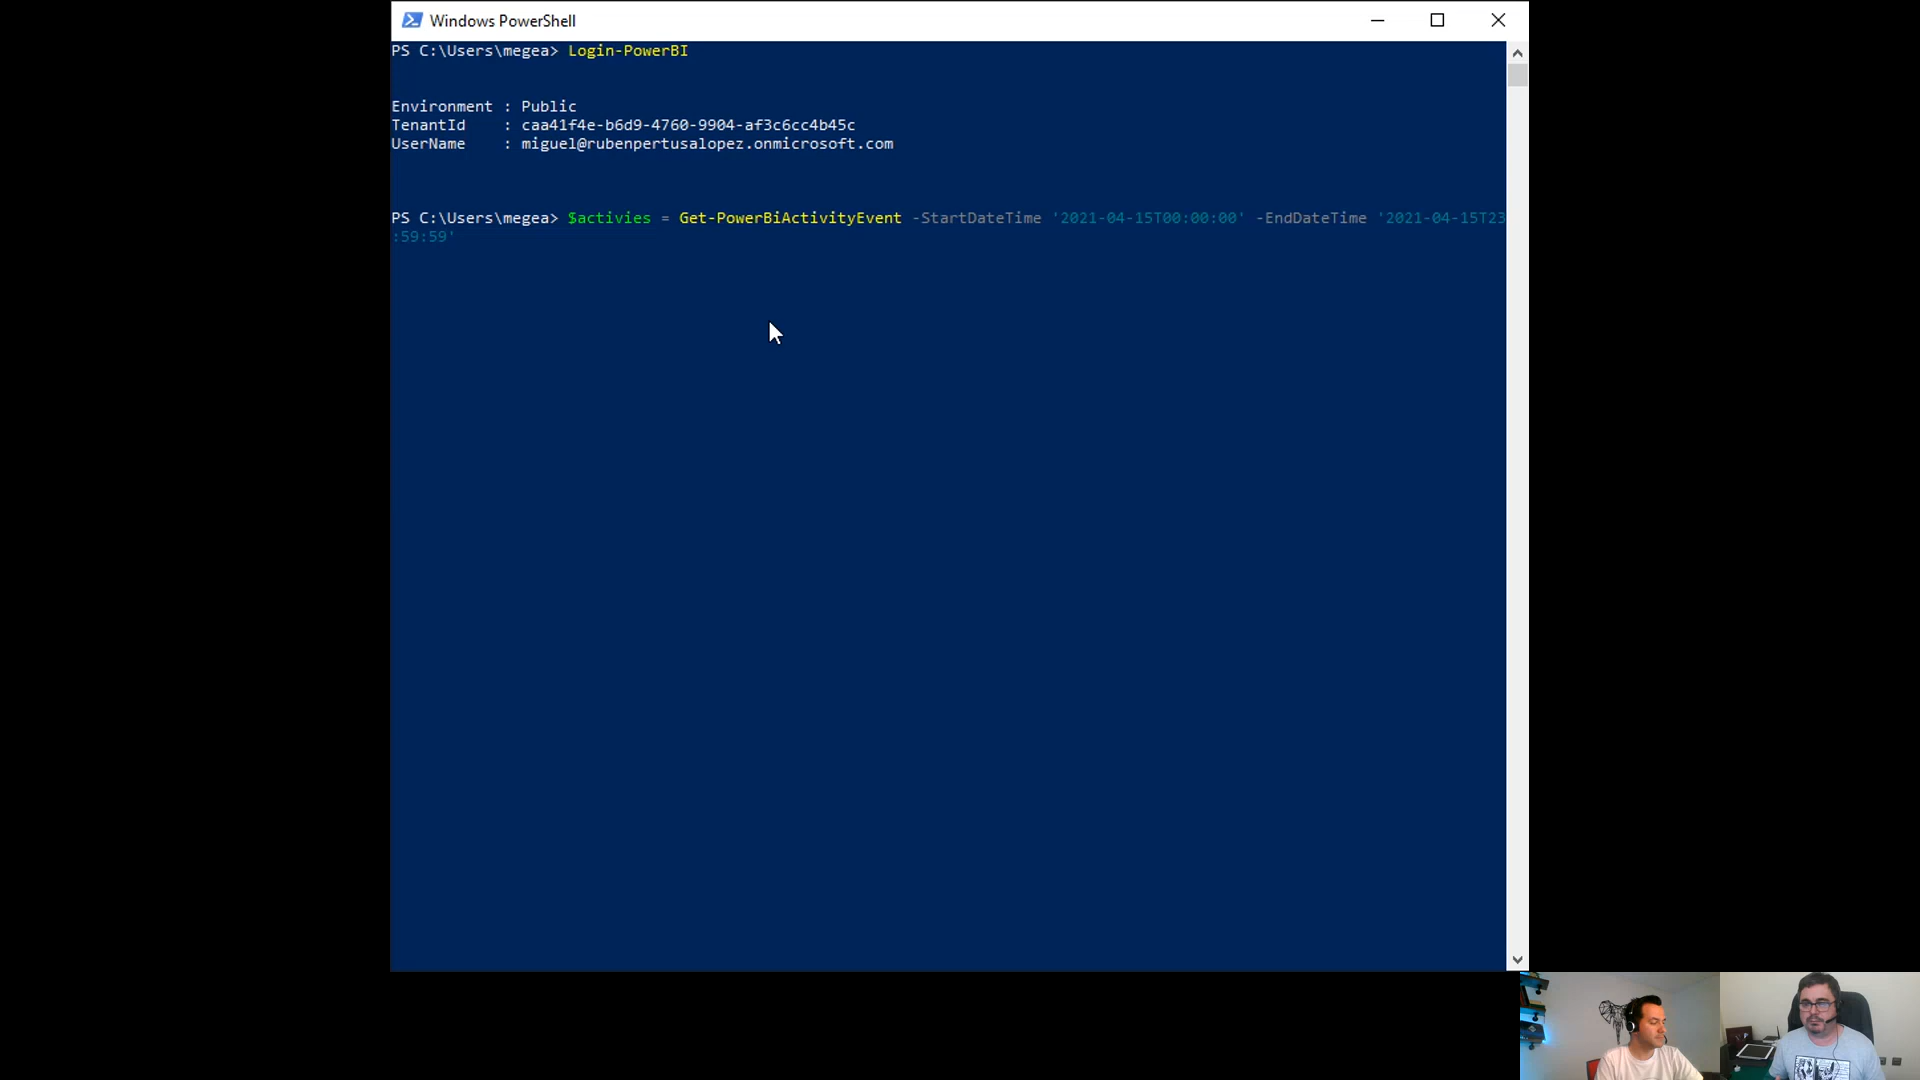 Windows PowerShell
PS C:\Users\megea> Login-PowerBI
Environment : Public
TenantId    : caa41f4e-b6d9-4760-9904-af3c6cc4b45c
UserName    : miguel@rubenpertusalopez.onmicrosoft.com
PS C:\Users\megea> $activies = Get-PowerBiActivityEvent -StartDateTime '2021-04-15T00:00:00' -EndDateTime '2021-04-15T23
:59:59'